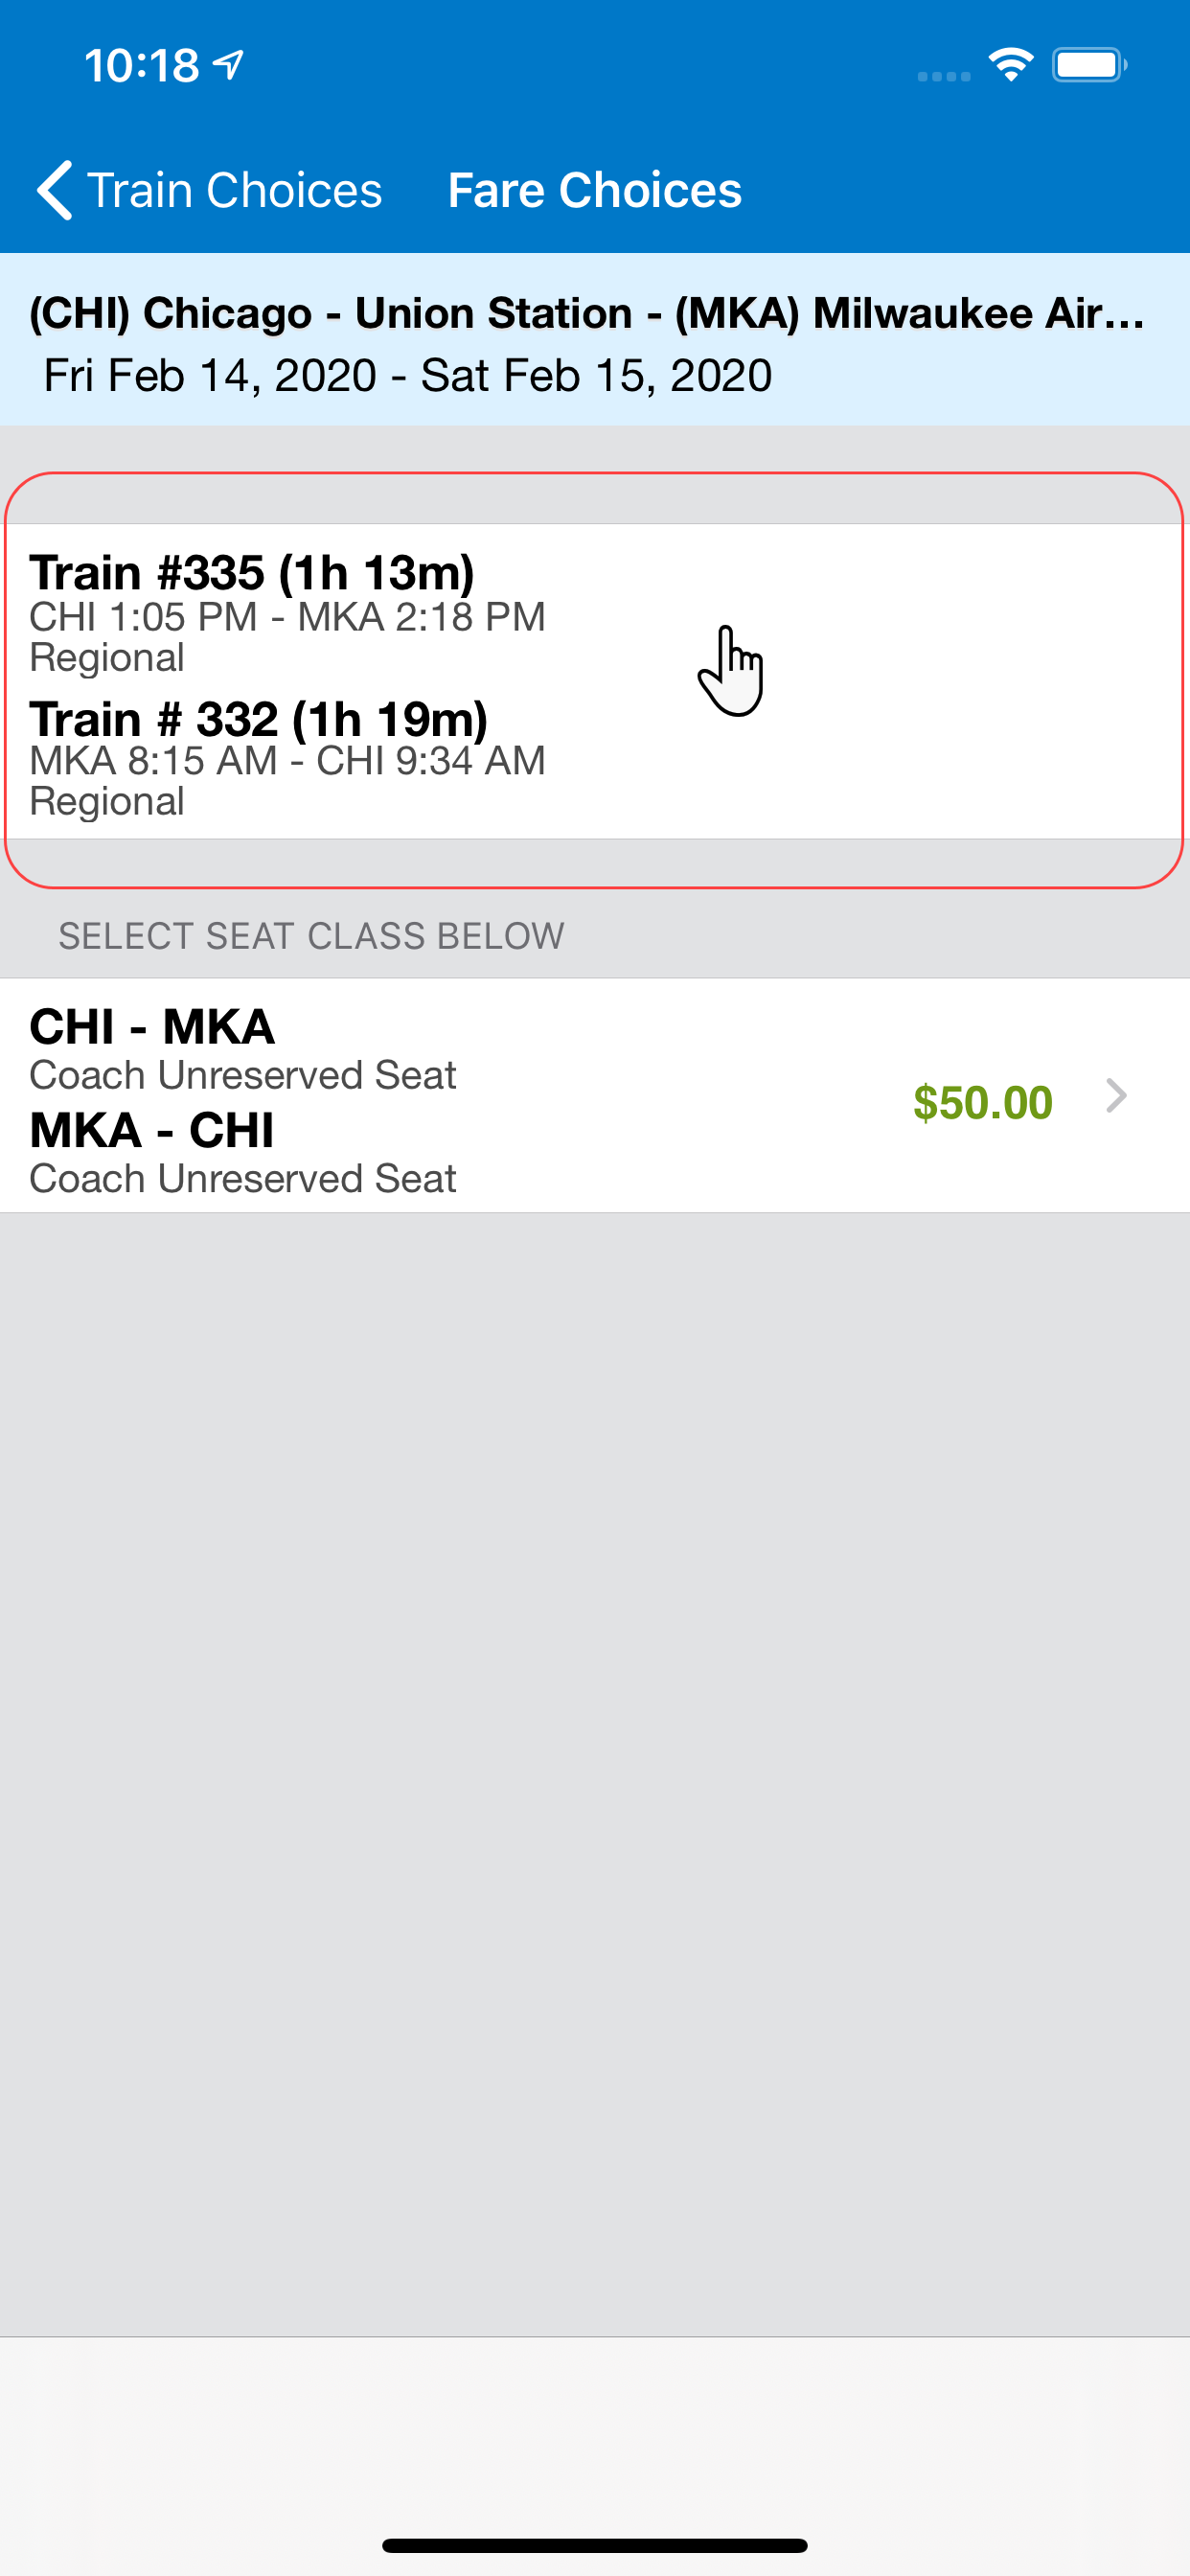 10:18
Train Choices Fare Choices
(CHI) Chicago - Union Station - (MKA) Milwaukee Air...
Fri Feb 14, 2020 - Sat Feb 15, 2020
Train #335 (1h 13m)
CHI 1:05 PM - MKA 2:18 PM
Regional
Train # 332 (1h 19m)
MKA 8:15 AM - CHI 9:34 AM
Regional
SELECT SEAT CLASS BELOW
CHI - MKA
Coach Unreserved Seat
$50.00
MKA - CHI
Coach Unreserved Seat